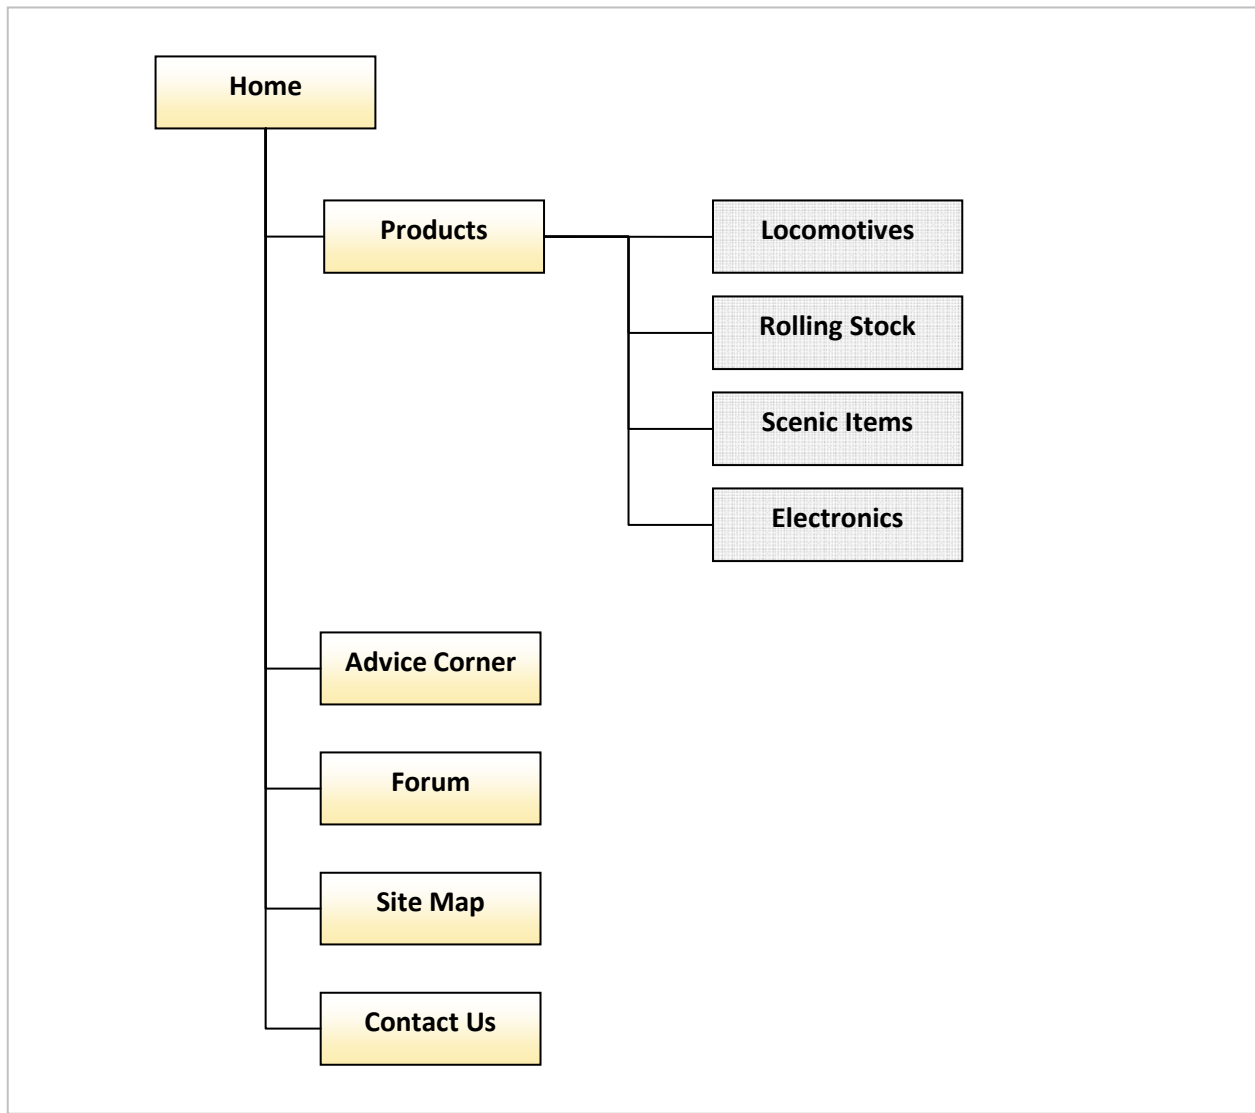 Home
Products
Locomotives
Rolling Stock
Scenic Items
Electronics
Advice Corner
Forum
Site Map
Contact Us